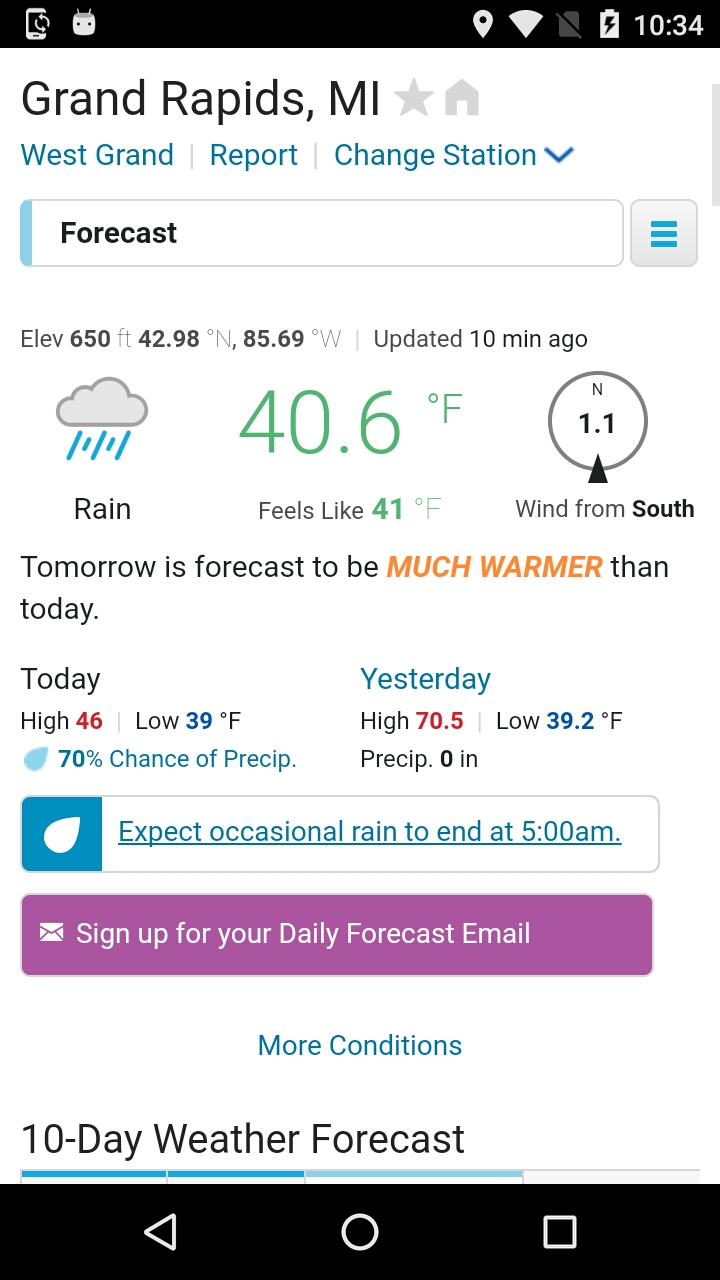 10:34
Grand Rapids, MI
West Grand | Report | Change Station
Forecast
Elev 650 ft 42.98 °N, 85.69 °W | Updated 10 min ago
40.6 °F
N
1.1
Rain
Feels Like 41 °F
Wind from South
Tomorrow is forecast to be MUCH WARMER than
today.
Today
High 46 | Low 39 °F
70% Chance of Precip.
Yesterday
High 70.5 | Low 39.2 °F
Precip. 0 in
Expect occasional rain to end at 5:00am.
Sign up for your Daily Forecast Email
More Conditions
10-Day Weather Forecast